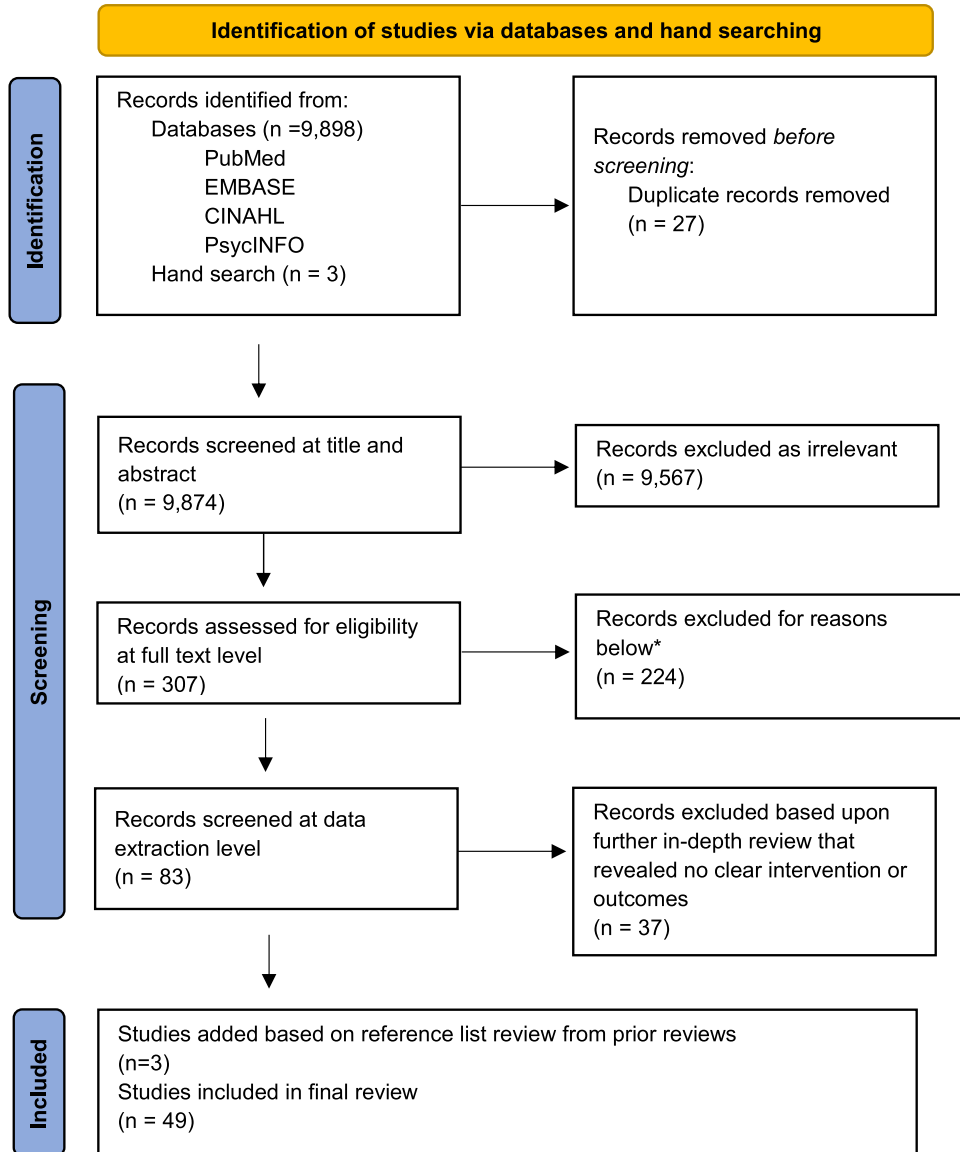 Identification of studies via databases and hand searching
Identification
Records identified from:
Databases (n =9,898)
PubMed
EMBASE
CINAHL
PsycINFO
Hand search (n = 3)
Records removed before
screening:
Duplicate records removed
(n = 27)
Screening
Records screened at title and
abstract
(n = 9,874)
Records excluded as irrelevant
(n = 9,567)
Records assessed for eligibility
at full text level
(n = 307)
Records excluded for reasons
below*
(n = 224)
Records screened at data
extraction level
(n = 83)
Records excluded based upon
further in-depth review that
revealed no clear intervention or
outcomes
(n = 37)
Included
Studies added based on reference list review from prior reviews
(n=3)
Studies included in final review
(n = 49)